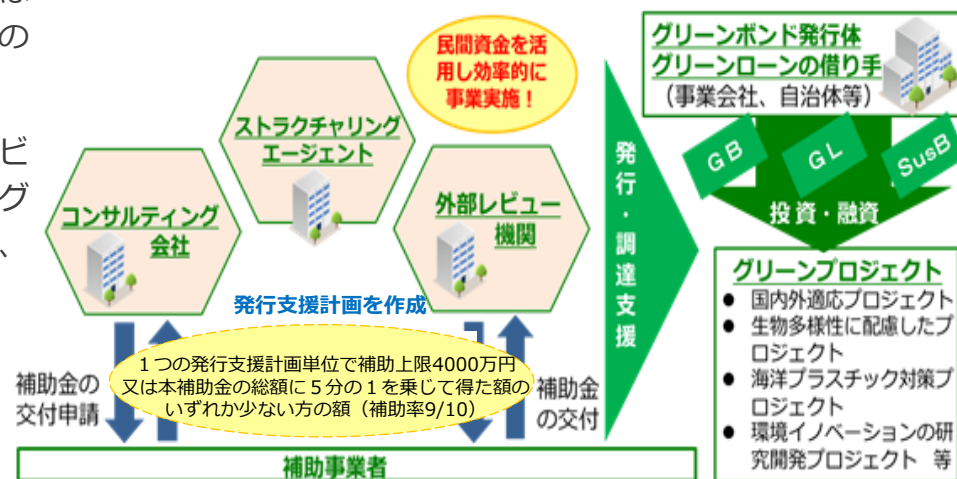 は
の
ビ
グ
、
民間資金を活
用し効率的に
事業実施！
ストラクチャリング
エージェント
コンサルティング
会社
外部レビュー
機関
発行支援計画を作成
１つの発行支援計画単位で補助上限4000万円
又は本補助金の総額に５分の１を乗じて得た額の
いずれか少ない方の額（補助率9/10）
補助金の
交付申請
補助金
の交付
補助事業者
発行・調達支援
グリーンボンド発行体
グリーンローンの借り手
（事業会社、自治体等）
GB
GL
SusB
投資・融資
グリーンプロジェクト
● 国内外適応プロジェクト
● 生物多様性に配慮したプ
ロジェクト
● 海洋プラスチック対策プ
ロジェクト
● 環境イノベーションの研
究開発プロジェクト 等